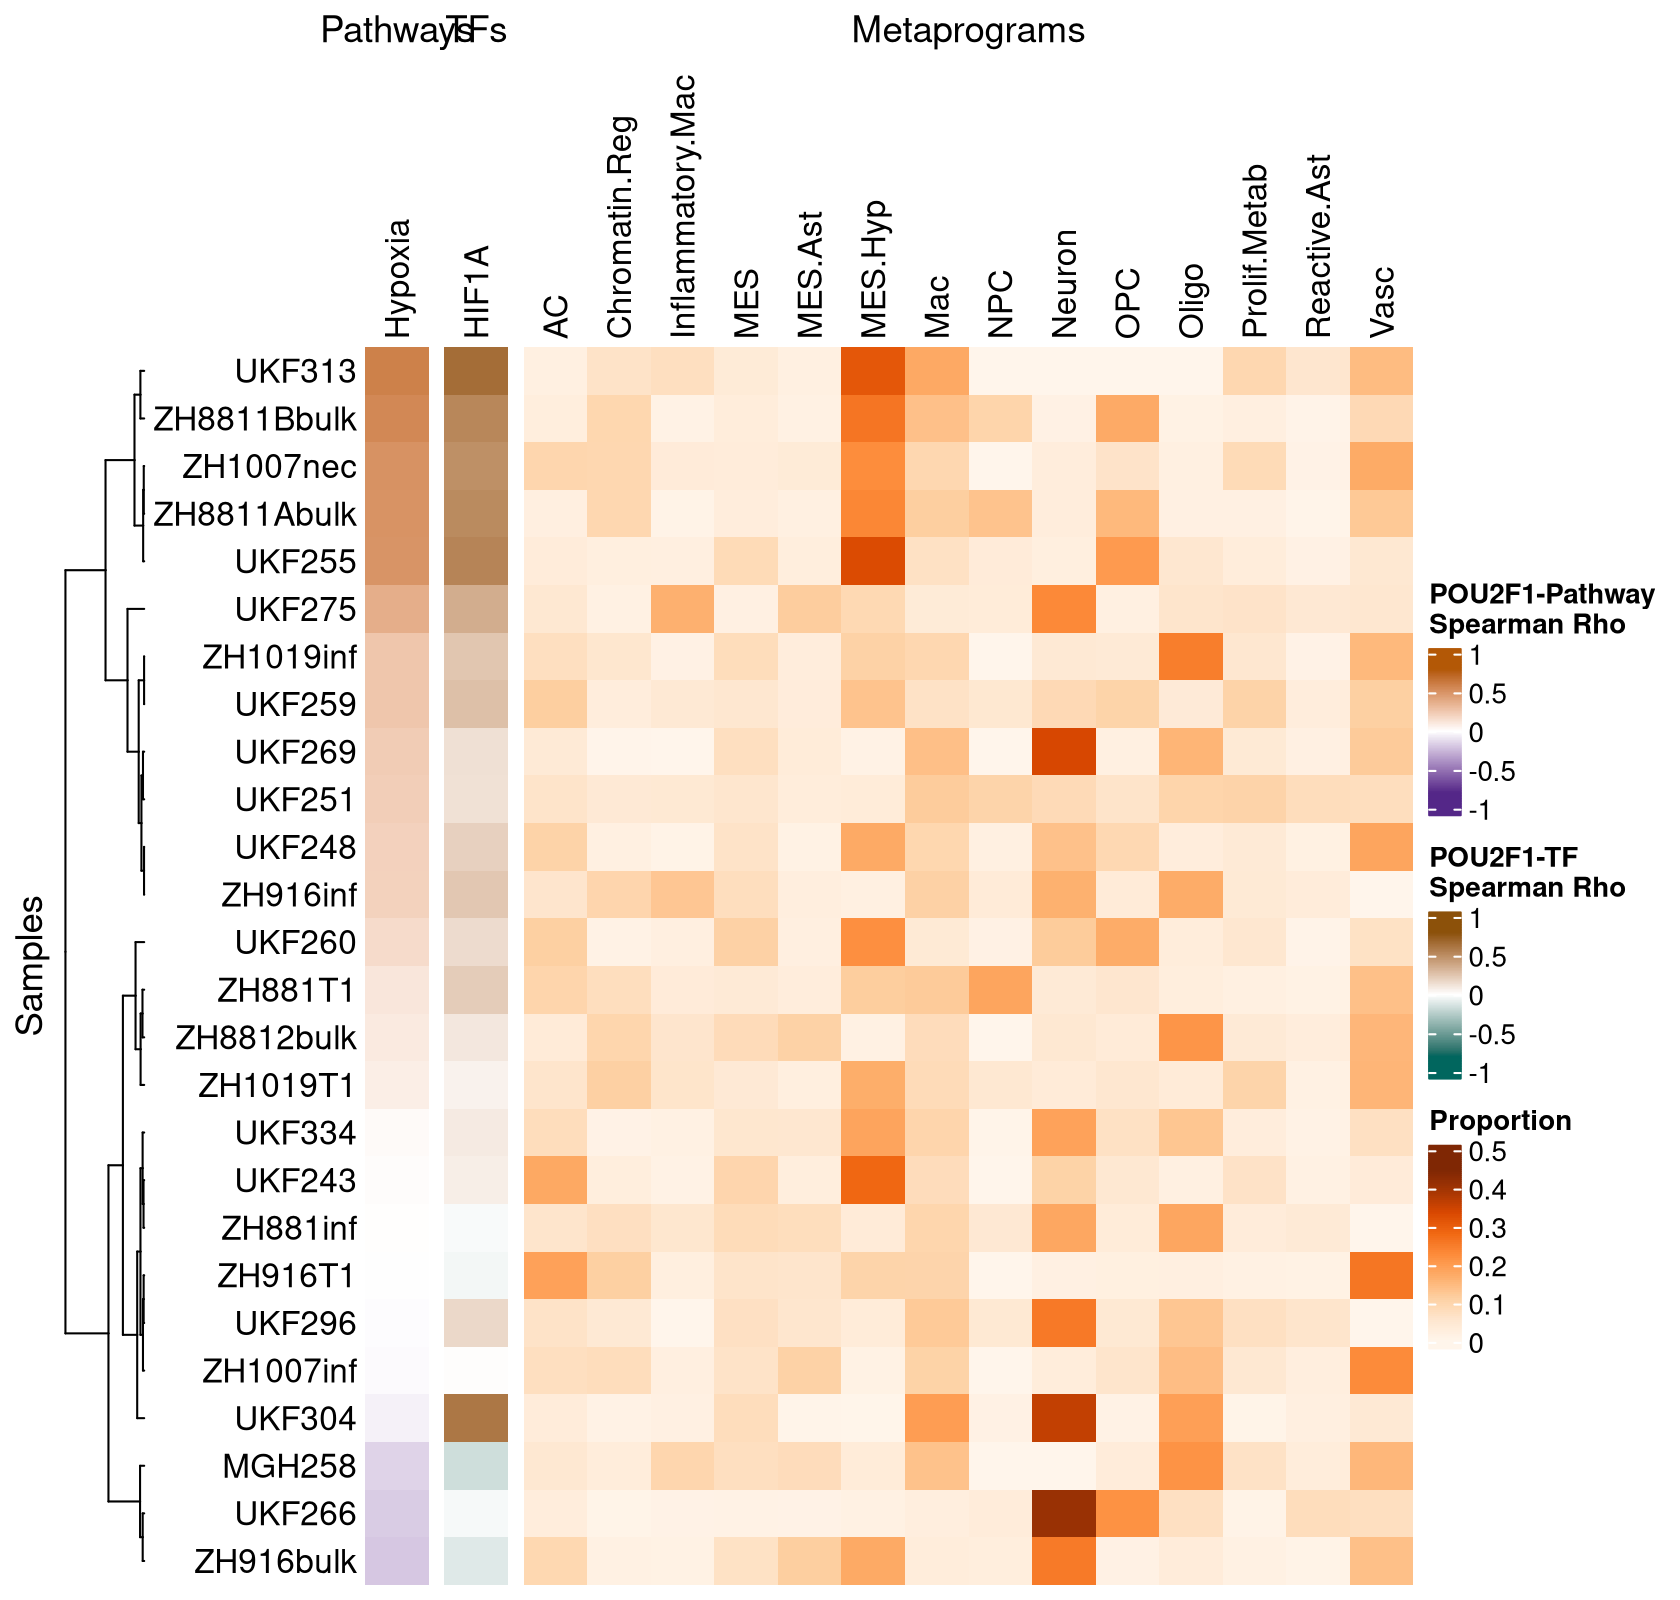 Pathways TFs Metaprograms
Hypoxia HIF1A AC Chromatin.Reg Inflammatory.Mac MES MES.Ast MES.Hyp Mac NPC Neuron OPC Oligo Prolif.Metab Reactive.Ast Vasc
Samples
UKF313
ZH8811Bbulk
ZH1007nec
ZH8811Abulk
UKF255
UKF275
ZH1019inf
UKF259
UKF269
UKF251
UKF248
ZH916inf
UKF260
ZH881T1
ZH8812bulk
ZH1019T1
UKF334
UKF243
ZH881inf
ZH916T1
UKF296
ZH1007inf
UKF304
MGH258
UKF266
ZH916bulk
POU2F1-Pathway
Spearman Rho
1
0.5
0
-0.5
-1
POU2F1-TF
Spearman Rho
1
0.5
0
-0.5
-1
Proportion
0.5
0.4
0.3
0.2
0.1
0